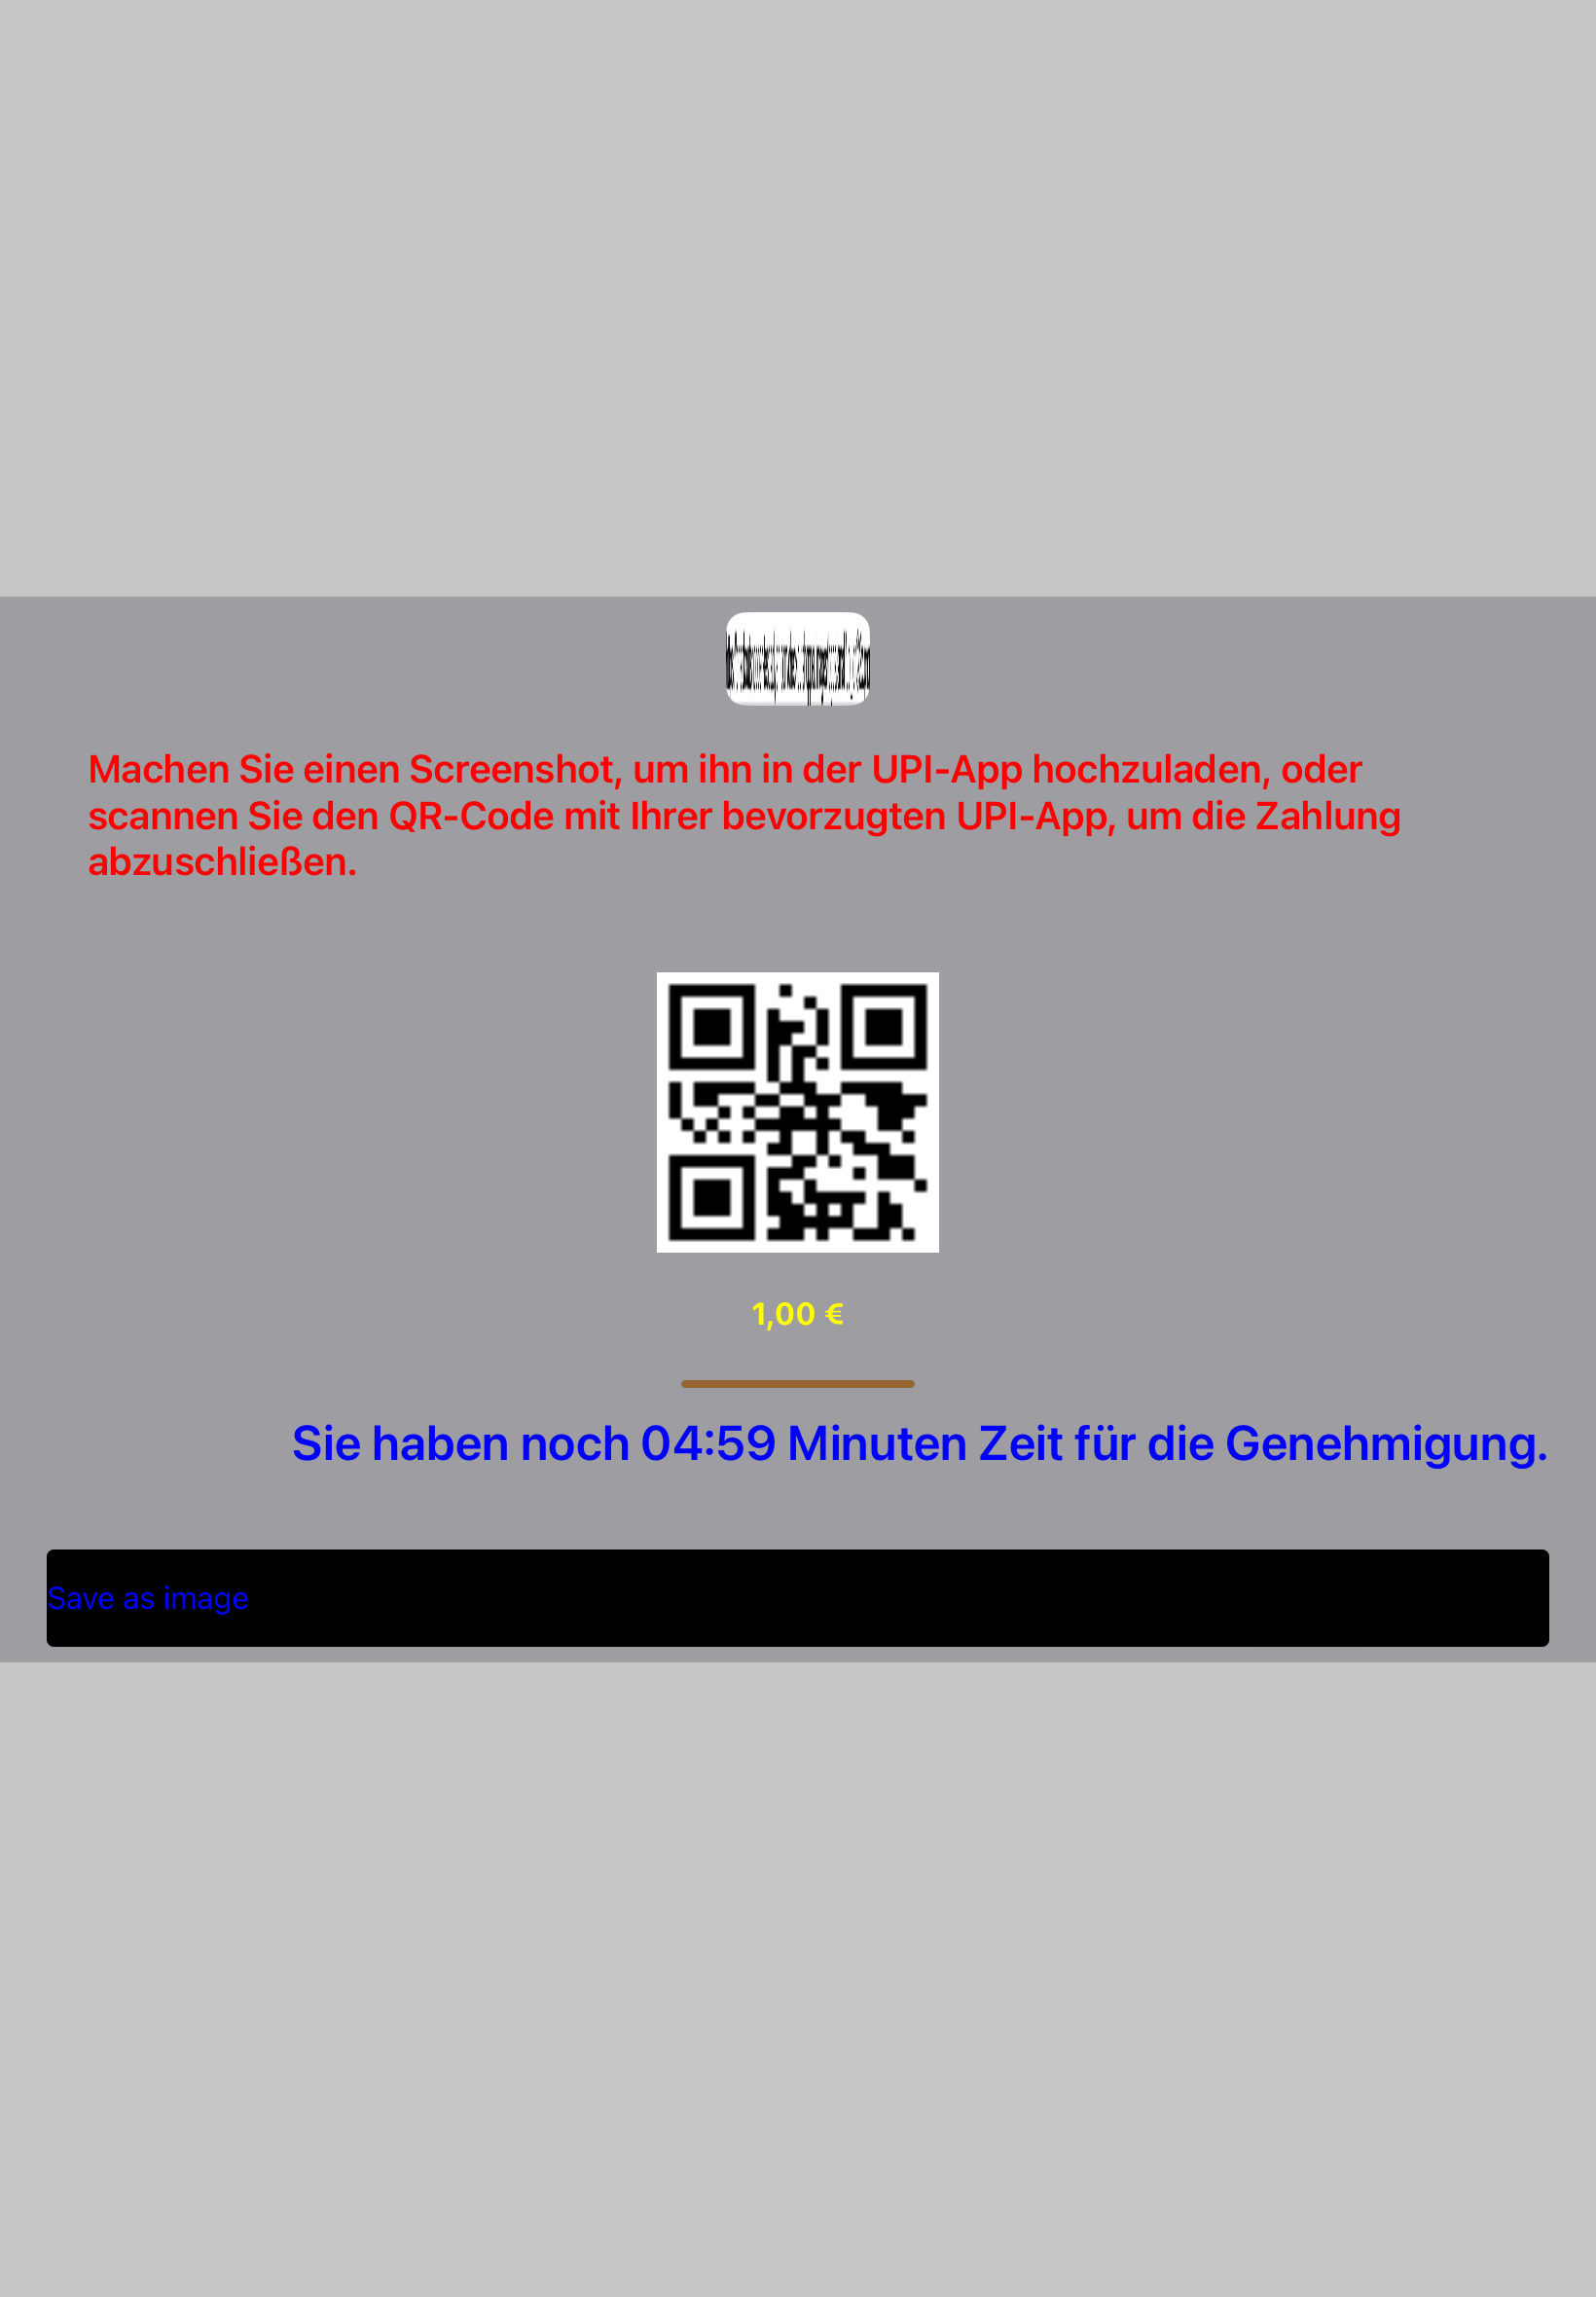 Machen Sie einen Screenshot, um ihn in der UPI-App hochzuladen, oder
scannen Sie den QR-Code mit Ihrer bevorzugten UPI-App, um die Zahlung
abzuschließen.
1,00 €
Sie haben noch 04:59 Minuten Zeit für die Genehmigung.
Save as image